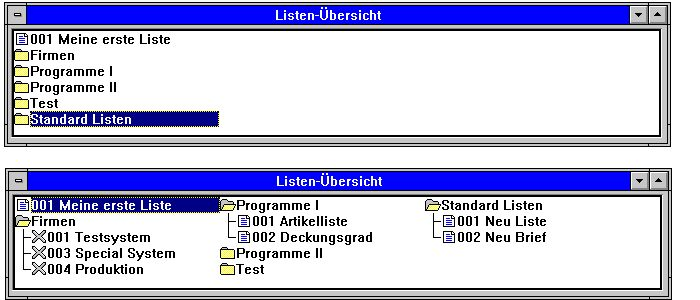 Listen-Übersicht
001 Meine erste Liste
Firmen
Programme I
Programme II
Test
Standard Listen
Listen-Übersicht
001 Meine erste Liste
Firmen
001 Testsystem
003 Special System
004 Produktion
Programme I
001 Artikelliste
002 Deckungsgrad
Programme II
Test
Standard Listen
001 Neu Liste
002 Neu Brief